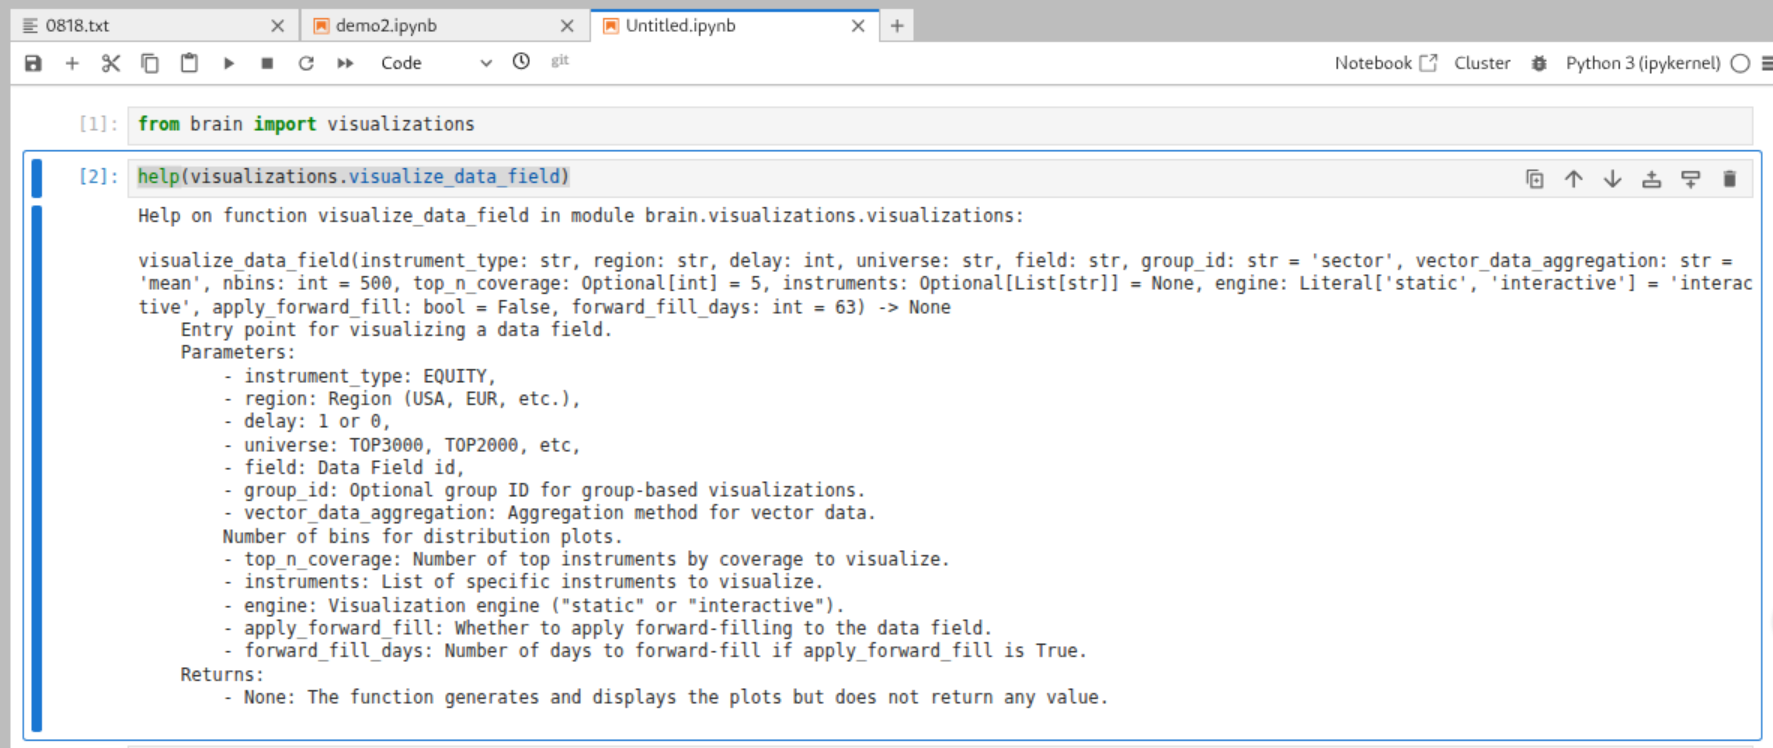 0818.txt
demo2.ipynb
Untitled.ipynb
Code
git
Notebook
Cluster
Python 3 (ipykernel)
[1]:
from brain import visualizations
[2]:
help(visualizations.visualize_data_field)
Help on function visualize_data_field in module brain.visualizations.visualizations:
visualize_data_field(instrument_type: str, region: str, delay: int, universe: str, field: str, group_id: str = 'sector', vector_data_aggregation: str =
'mean', nbins: int = 500, top_n_coverage: Optional[int] = 5, instruments: Optional[List[str]] = None, engine: Literal['static', 'interactive'] = 'interac
tive', apply_forward_fill: bool = False, forward_fill_days: int = 63) -> None
    Entry point for visualizing a data field.
    Parameters:
        - instrument_type: EQUITY,
        - region: Region (USA, EUR, etc.),
        - delay: 1 or 0,
        - universe: TOP3000, TOP2000, etc,
        - field: Data Field id,
        - group_id: Optional group ID for group-based visualizations.
        - vector_data_aggregation: Aggregation method for vector data.
        Number of bins for distribution plots.
        - top_n_coverage: Number of top instruments by coverage to visualize.
        - instruments: List of specific instruments to visualize.
        - engine: Visualization engine ("static" or "interactive").
        - apply_forward_fill: Whether to apply forward-filling to the data field.
        - forward_fill_days: Number of days to forward-fill if apply_forward_fill is True.
    Returns:
        - None: The function generates and displays the plots but does not return any value.